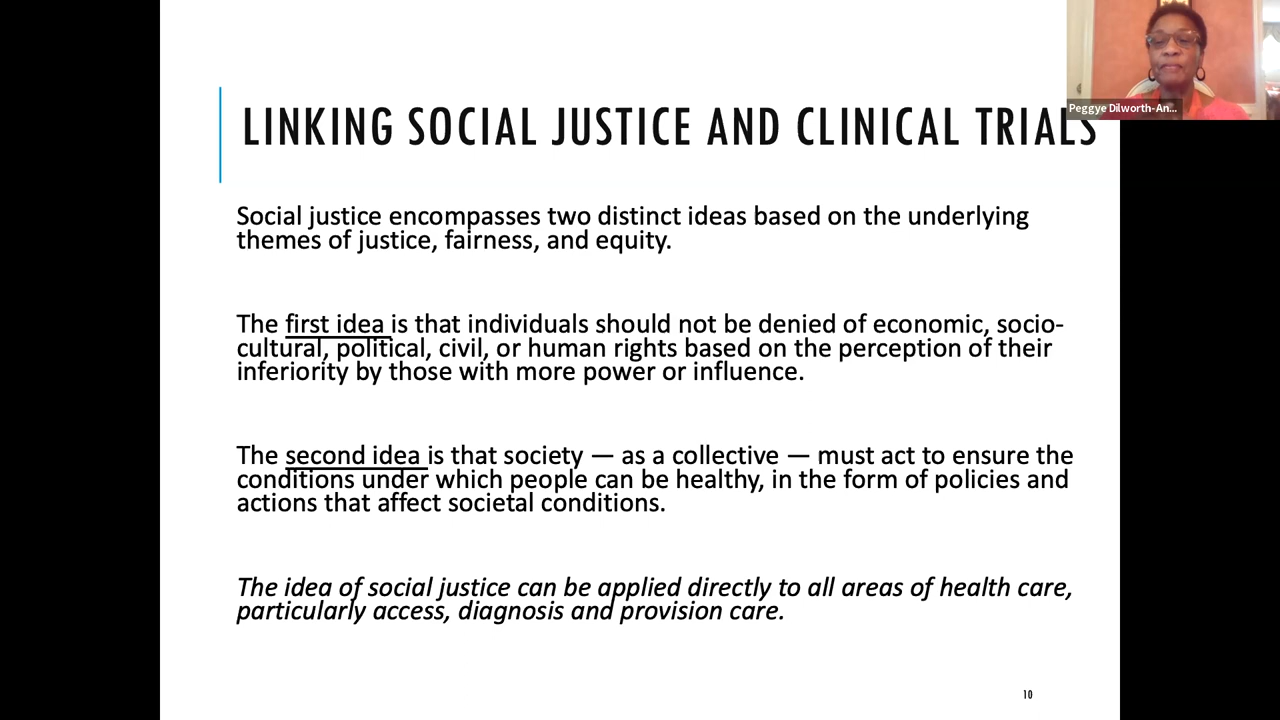 Peggye Dilworth-An...
LINKING SOCIAL JUSTICE AND CLINICAL TRIALS
Social justice encompasses two distinct ideas based on the underlying
themes of justice, fairness, and equity.
The first idea is that individuals should not be denied of economic, socio-
cultural, political, civil, or human rights based on the perception of their
inferiority by those with more power or influence.
The second idea is that society — as a collective — must act to ensure the
conditions under which people can be healthy, in the form of policies and
actions that affect societal conditions.
The idea of social justice can be applied directly to all areas of health care,
particularly access, diagnosis and provision care.
10